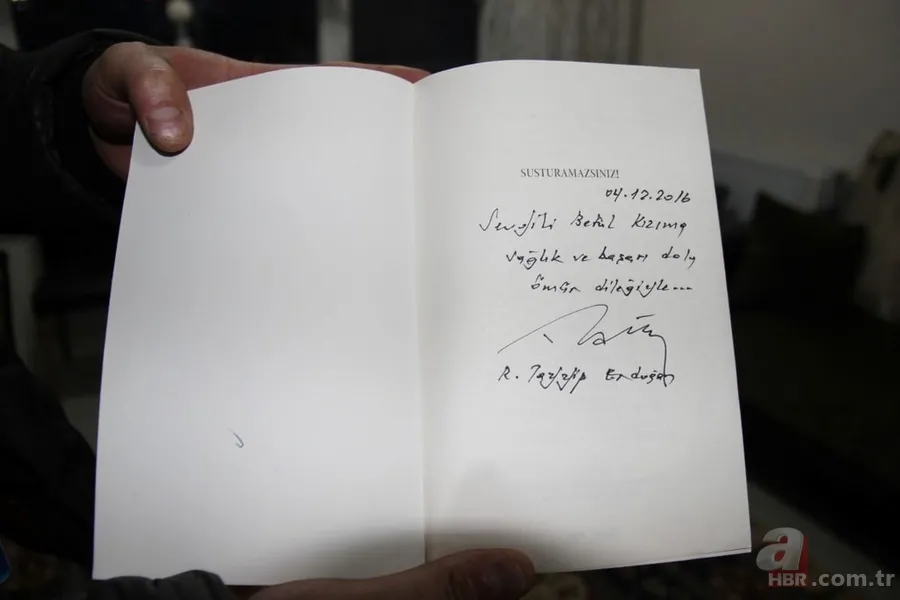 SUSTURAMAZSINIZ!
04.12.2016
Sevgili Betül Kızıma
sağlık ve başarı dolu
ömür dileğiyle...
R. Tayyip Erdoğan
a
HBR.com.tr